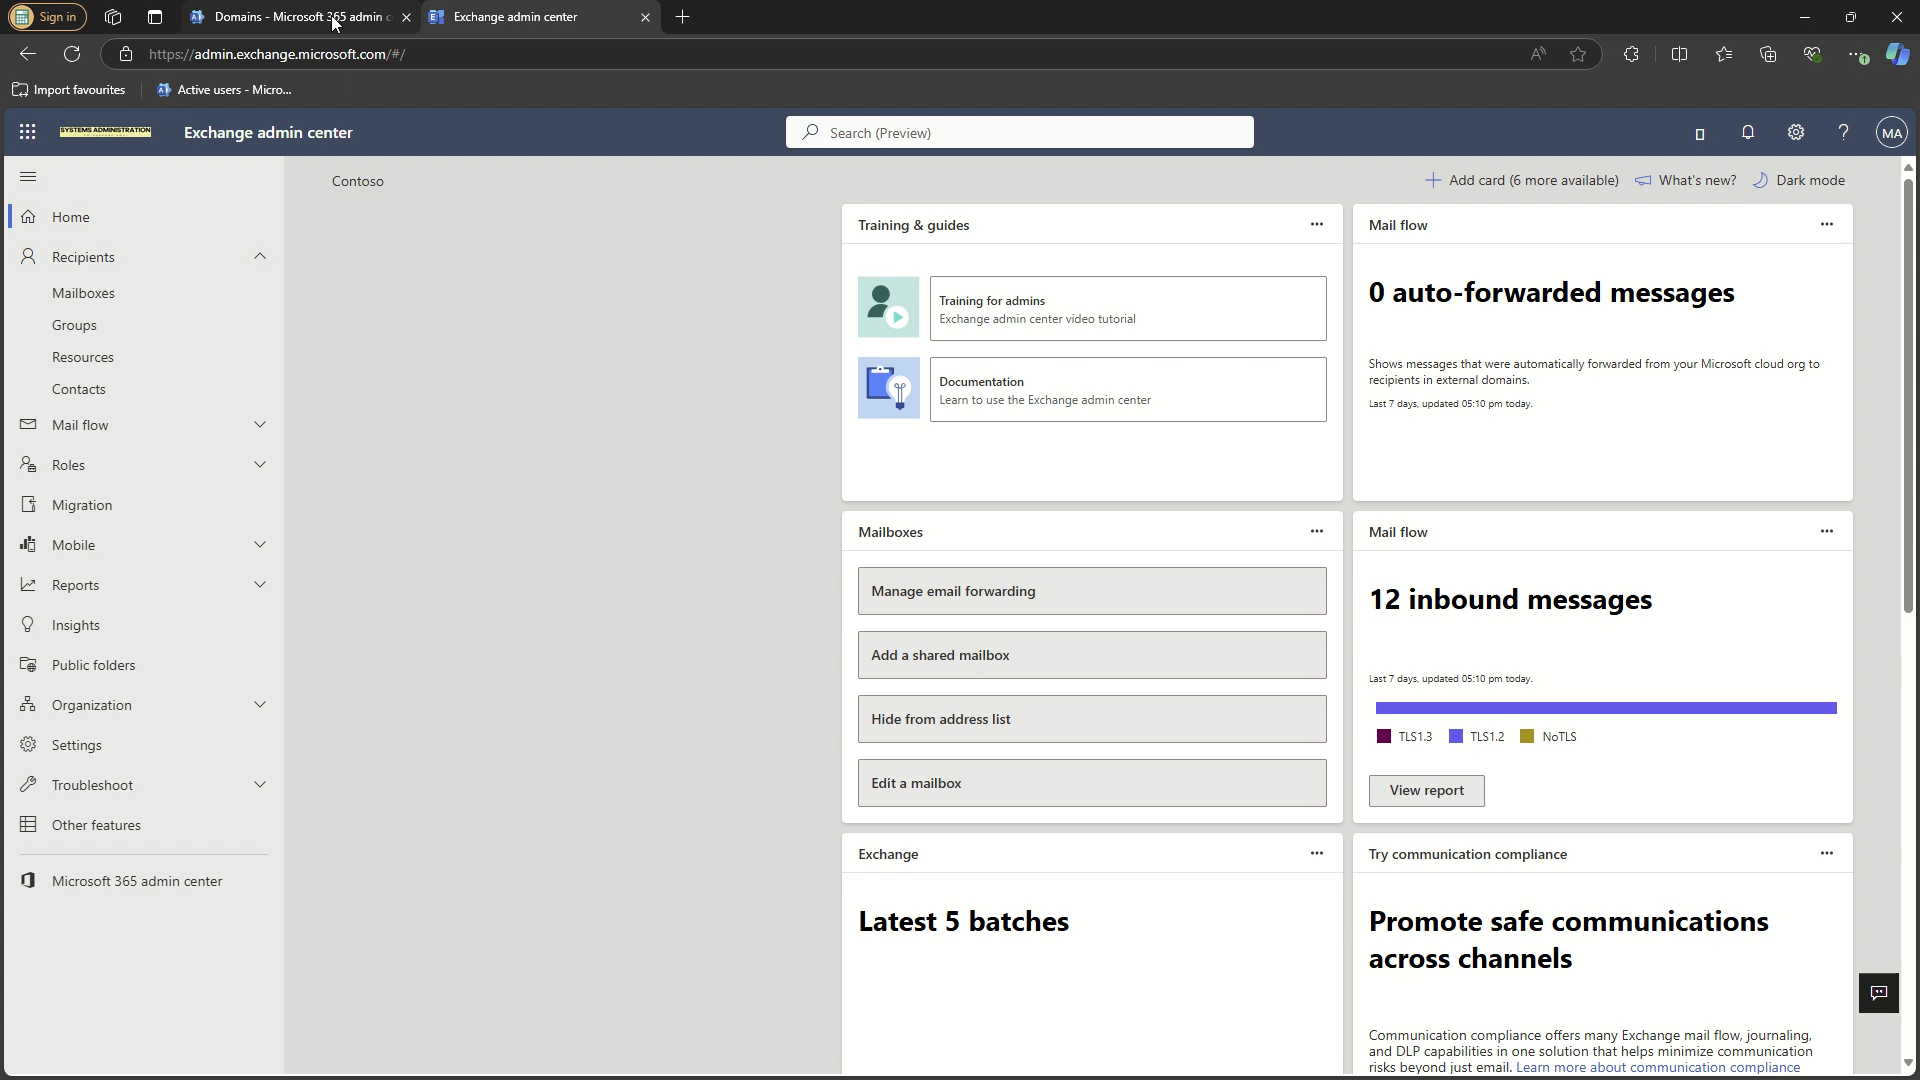 Sign in
Domains - Microsoft 365 admin c
Exchange admin center
https://admin.exchange.microsoft.com/#/
Import favourites
Active users - Micro...
SYSTEMS ADMINISTRATION
Exchange admin center
Search (Preview)
MA
Contoso
Add card (6 more available)
What's new?
Dark mode
Home
Recipients
Mailboxes
Groups
Resources
Contacts
Mail flow
Roles
Migration
Mobile
Reports
Insights
Public folders
Organization
Settings
Troubleshoot
Other features
Microsoft 365 admin center
Training & guides
Training for admins
Exchange admin center video tutorial
Documentation
Learn to use the Exchange admin center
Mail flow
0 auto-forwarded messages
Shows messages that were automatically forwarded from your Microsoft cloud org to
recipients in external domains.
Last 7 days, updated 05:10 pm today.
Mailboxes
Manage email forwarding
Add a shared mailbox
Hide from address list
Edit a mailbox
Mail flow
12 inbound messages
Last 7 days, updated 05:10 pm today.
TLS1.3
TLS1.2
NoTLS
View report
Exchange
Latest 5 batches
Try communication compliance
Promote safe communications
across channels
Communication compliance offers many Exchange mail flow, journaling,
and DLP capabilities in one solution that helps minimize communication
risks beyond just email. Learn more about communication compliance